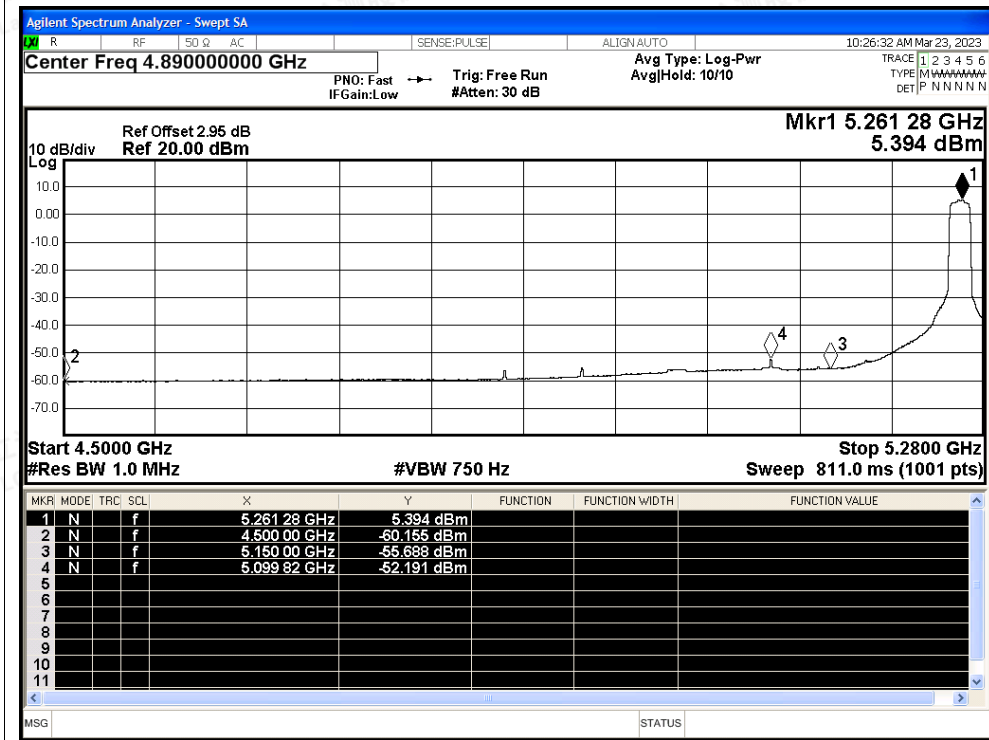 Agilent Spectrum Analyzer - Swept SA
LXI R RF 50 Ω AC SENSE:PULSE ALIGN AUTO 10:26:32 AM Mar 23, 2023
Center Freq 4.890000000 GHz Avg Type: Log-Pwr TRACE 1 2 3 4 5 6
PNO: Fast Trig: Free Run Avg|Hold: 10/10 TYPE M
IFGain:Low #Atten: 30 dB DET P N N N N N
Mkr1 5.261 28 GHz
Ref Offset 2.95 dB
10 dB/div Ref 20.00 dBm 5.394 dBm
Log
1
10.0
0.00
-10.0
-20.0
-30.0
-40.0
4
3
-50.0
2
-60.0
-70.0
Start 4.5000 GHz Stop 5.2800 GHz
#Res BW 1.0 MHz #VBW 750 Hz Sweep 811.0 ms (1001 pts)
MKR MODE TRC SCL X Y FUNCTION FUNCTION WIDTH FUNCTION VALUE
1 N f 5.261 28 GHz 5.394 dBm
2 N f 4.500 00 GHz -60.155 dBm
3 N f 5.150 00 GHz -55.688 dBm
4 N f 5.099 82 GHz -52.191 dBm
5
6
7
8
9
10
11
MSG STATUS